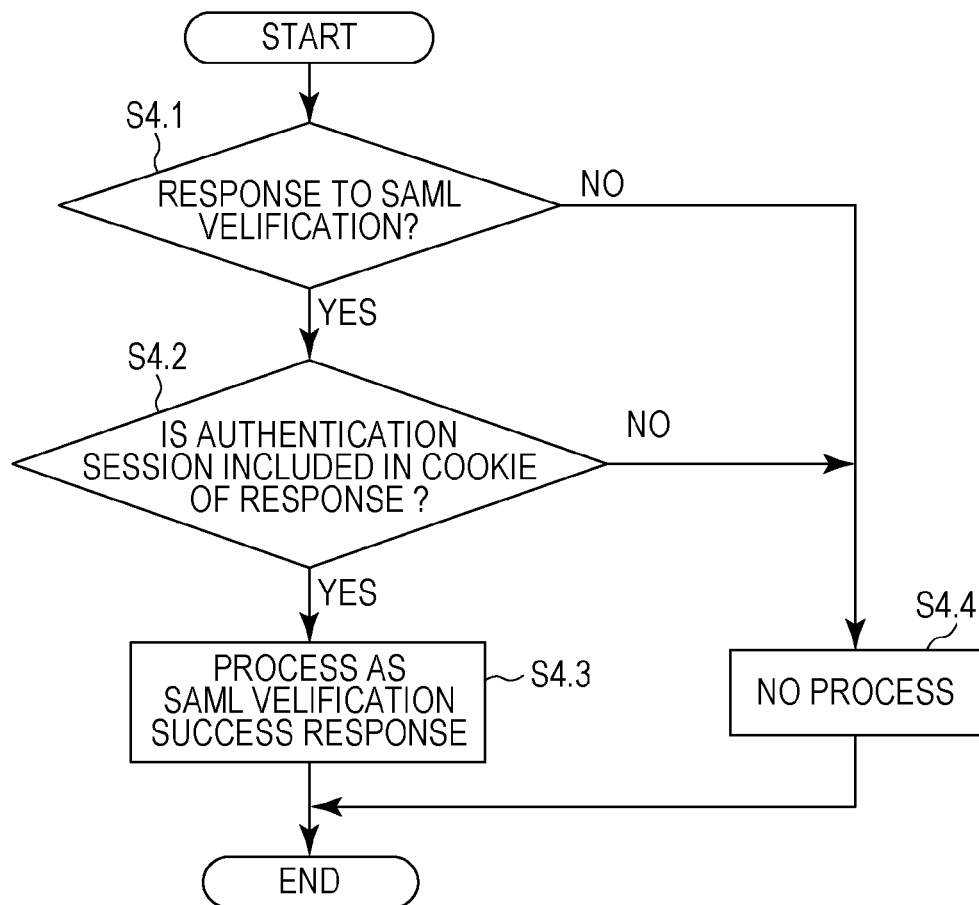 START
S4.1
RESPONSE TO SAML
VELIFICATION?
NO
YES
S4.2
IS AUTHENTICATION
SESSION INCLUDED IN COOKIE
OF RESPONSE ?
NO
YES
PROCESS AS
SAML VELIFICATION
SUCCESS RESPONSE
S4.3
S4.4
NO PROCESS
END